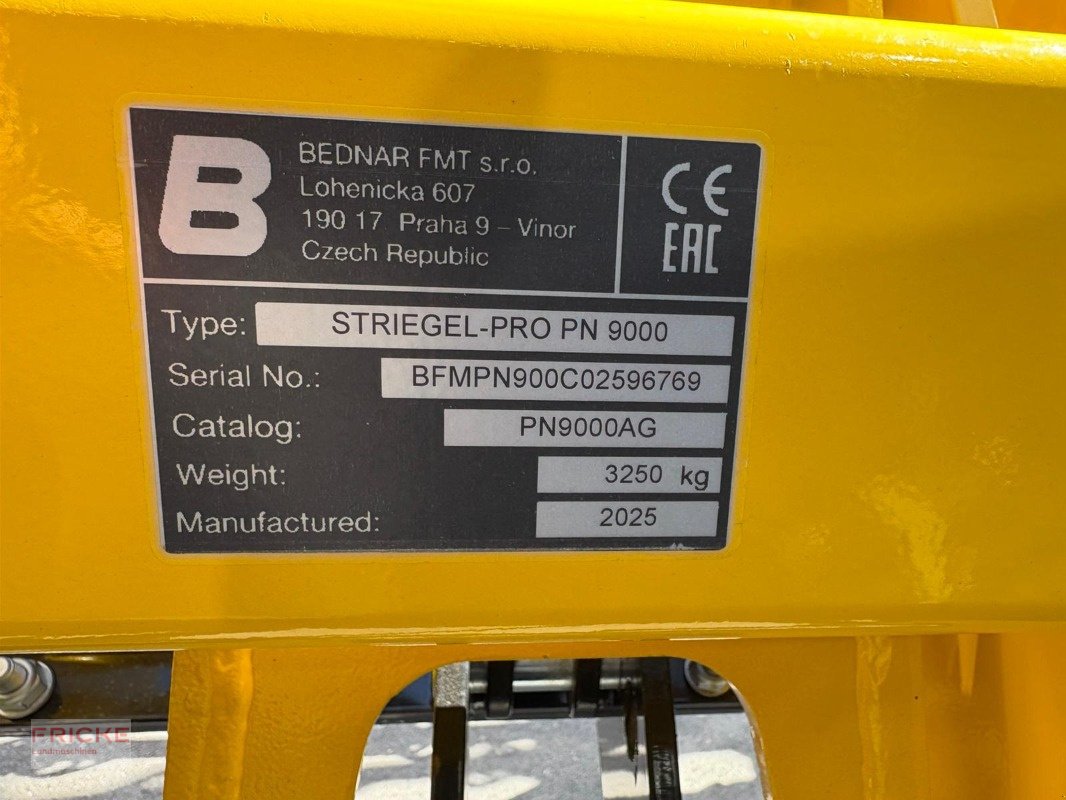 B
BEDNAR FMT s.r.o.
Lohenicka 607
190 17 Praha 9 – Vinor
Czech Republic
CE
EAC
Type: STRIEGEL-PRO PN 9000
Serial No.: BFMPN900C02596769
Catalog: PN9000AG
Weight: 3250 kg
Manufactured: 2025
FRICKE
Landmaschinen